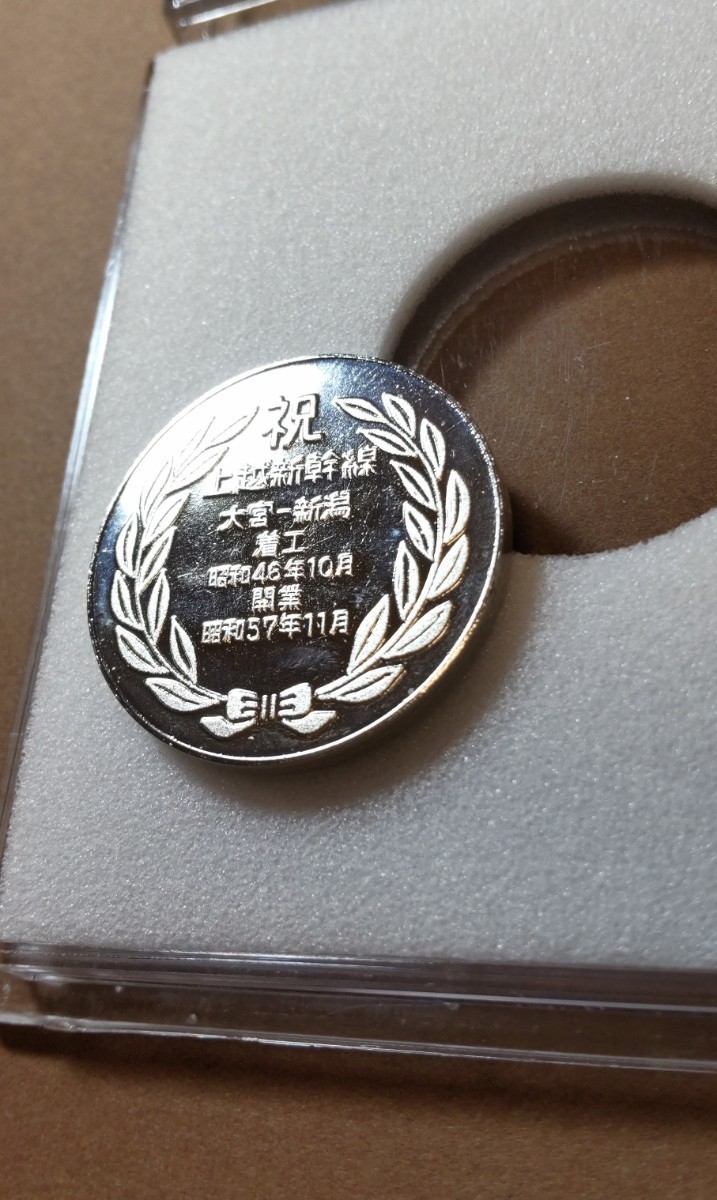 祝
上越新幹線
大宮-新潟
着工
昭和46年10月
開業
昭和57年11月